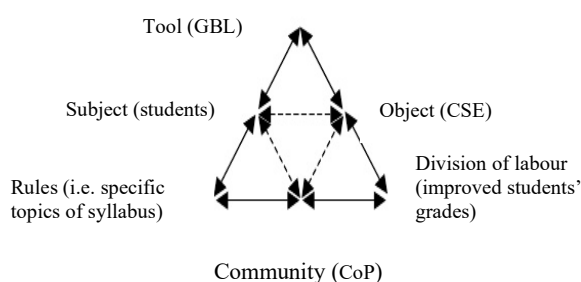 Tool (GBL)
Subject (students)
Object (CSE)
Rules (i.e. specific
topics of syllabus)
Division of labour
(improved students’
grades)
Community (CoP)